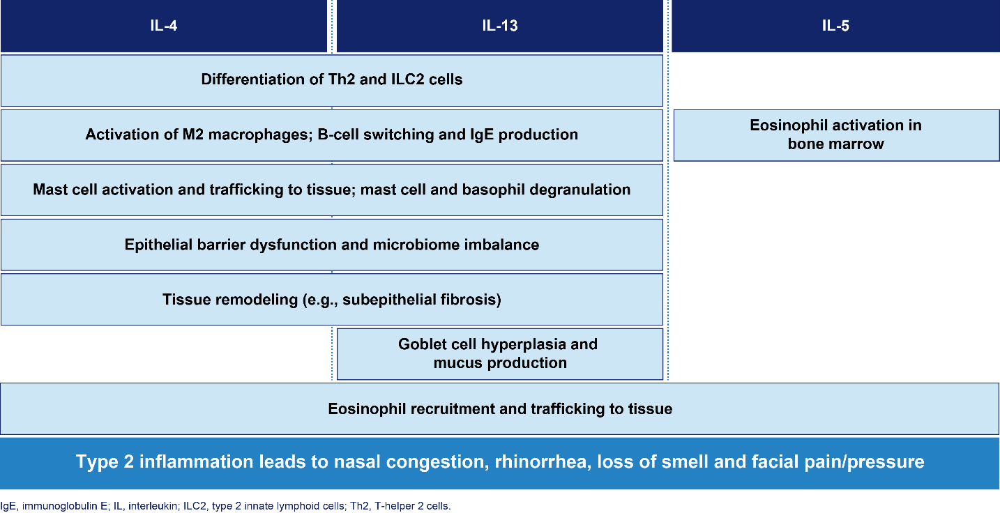 IL-4
IL-13
IL-5
Differentiation of Th2 and ILC2 cells
Activation of M2 macrophages; B-cell switching and IgE production
Eosinophil activation in
bone marrow
Mast cell activation and trafficking to tissue; mast cell and basophil degranulation
Epithelial barrier dysfunction and microbiome imbalance
Tissue remodeling (e.g., subepithelial fibrosis)
Goblet cell hyperplasia and
mucus production
Eosinophil recruitment and trafficking to tissue
Type 2 inflammation leads to nasal congestion, rhinorrhea, loss of smell and facial pain/pressure
IgE, immunoglobulin E; IL, interleukin; ILC2, type 2 innate lymphoid cells; Th2, T-helper 2 cells.